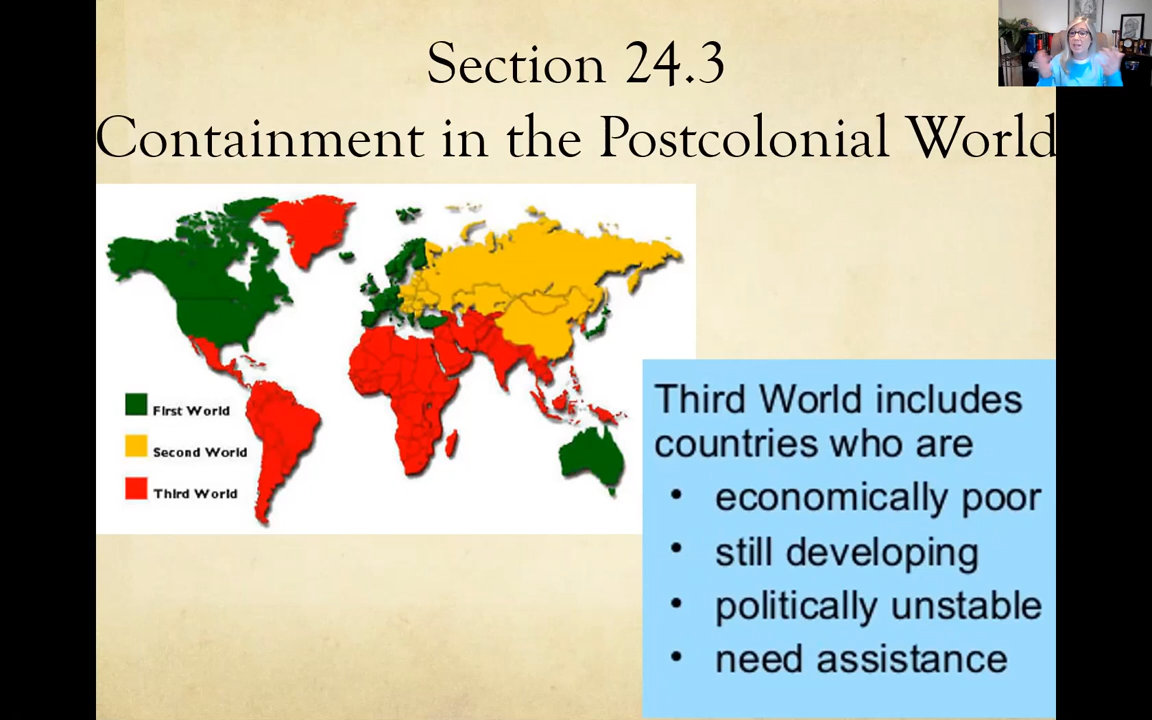 Section 24.3
Containment in the Postcolonial World
First World
Second World
Third World
Third World includes
countries who are
• economically poor
• still developing
• politically unstable
• need assistance